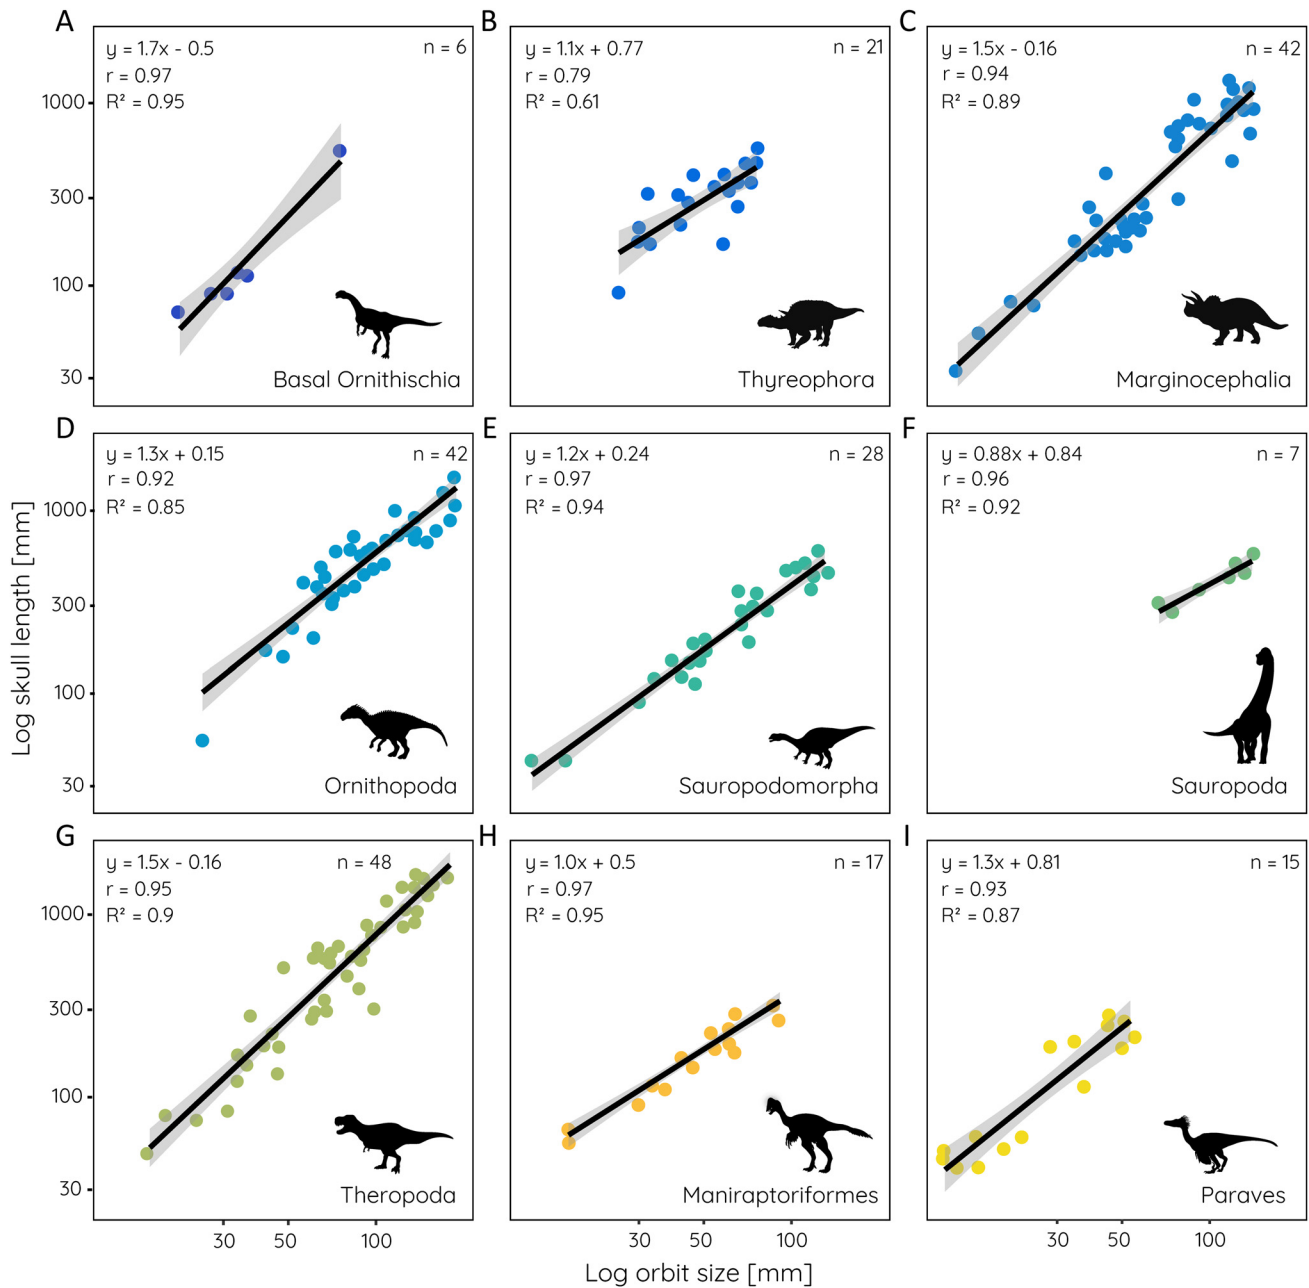 A
y = 1.7x - 0.5
n = 6
r = 0.97
R² = 0.95
1000
300
100
30
Basal Ornithischia
B
y = 1.1x + 0.77
n = 21
r = 0.79
R² = 0.61
Thyreophora
C
y = 1.5x - 0.16
n = 42
r = 0.94
R² = 0.89
Marginocephalia
D
y = 1.3x + 0.15
n = 42
r = 0.92
R² = 0.85
1000
300
100
30
Ornithopoda
E
y = 1.2x + 0.24
n = 28
r = 0.97
R² = 0.94
Sauropodomorpha
F
y = 0.88x + 0.84
n = 7
r = 0.96
R² = 0.92
Sauropoda
Log skull length [mm]
G
y = 1.5x - 0.16
n = 48
r = 0.95
R² = 0.9
1000
300
100
30
Theropoda
30 50 100
H
y = 1.0x + 0.5
n = 17
r = 0.97
R² = 0.95
Maniraptoriformes
30 50 100
I
y = 1.3x + 0.81
n = 15
r = 0.93
R² = 0.87
Paraves
30 50 100
Log orbit size [mm]